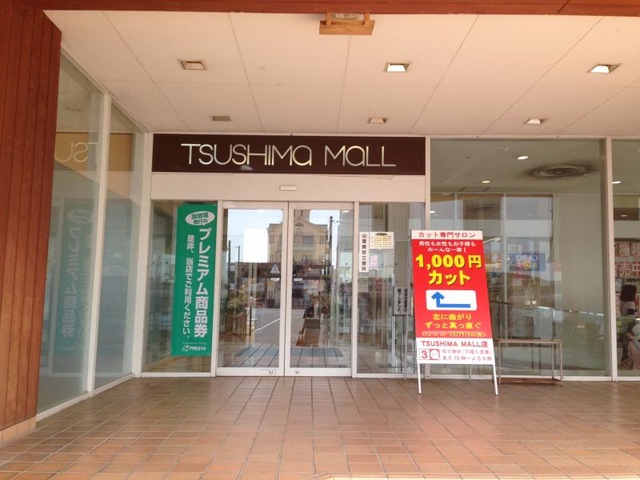 TSUSHIMa MaLL
プレミアム商品券
是非、当店でご利用ください。
FRESTA
カット専門サロン
男性も女性もお子様も
みーんな一律!
1,000円
カット
左に曲がり
ずっと真っ直ぐ
TSUSHIMA MALL店